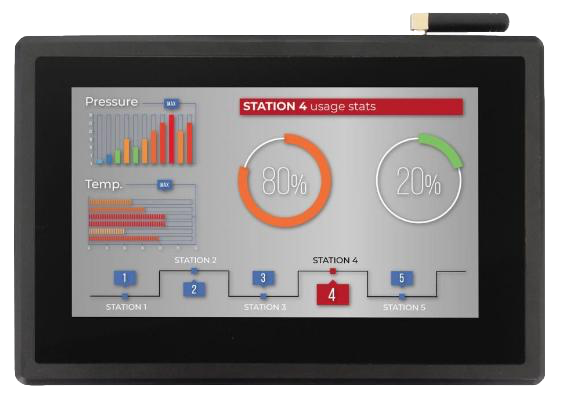 Pressure
MAX
STATION 4 usage stats
80%
20%
Temp.
MAX
STATION 2
STATION 4
1
3
5
2
4
STATION 1
STATION 3
STATION 5